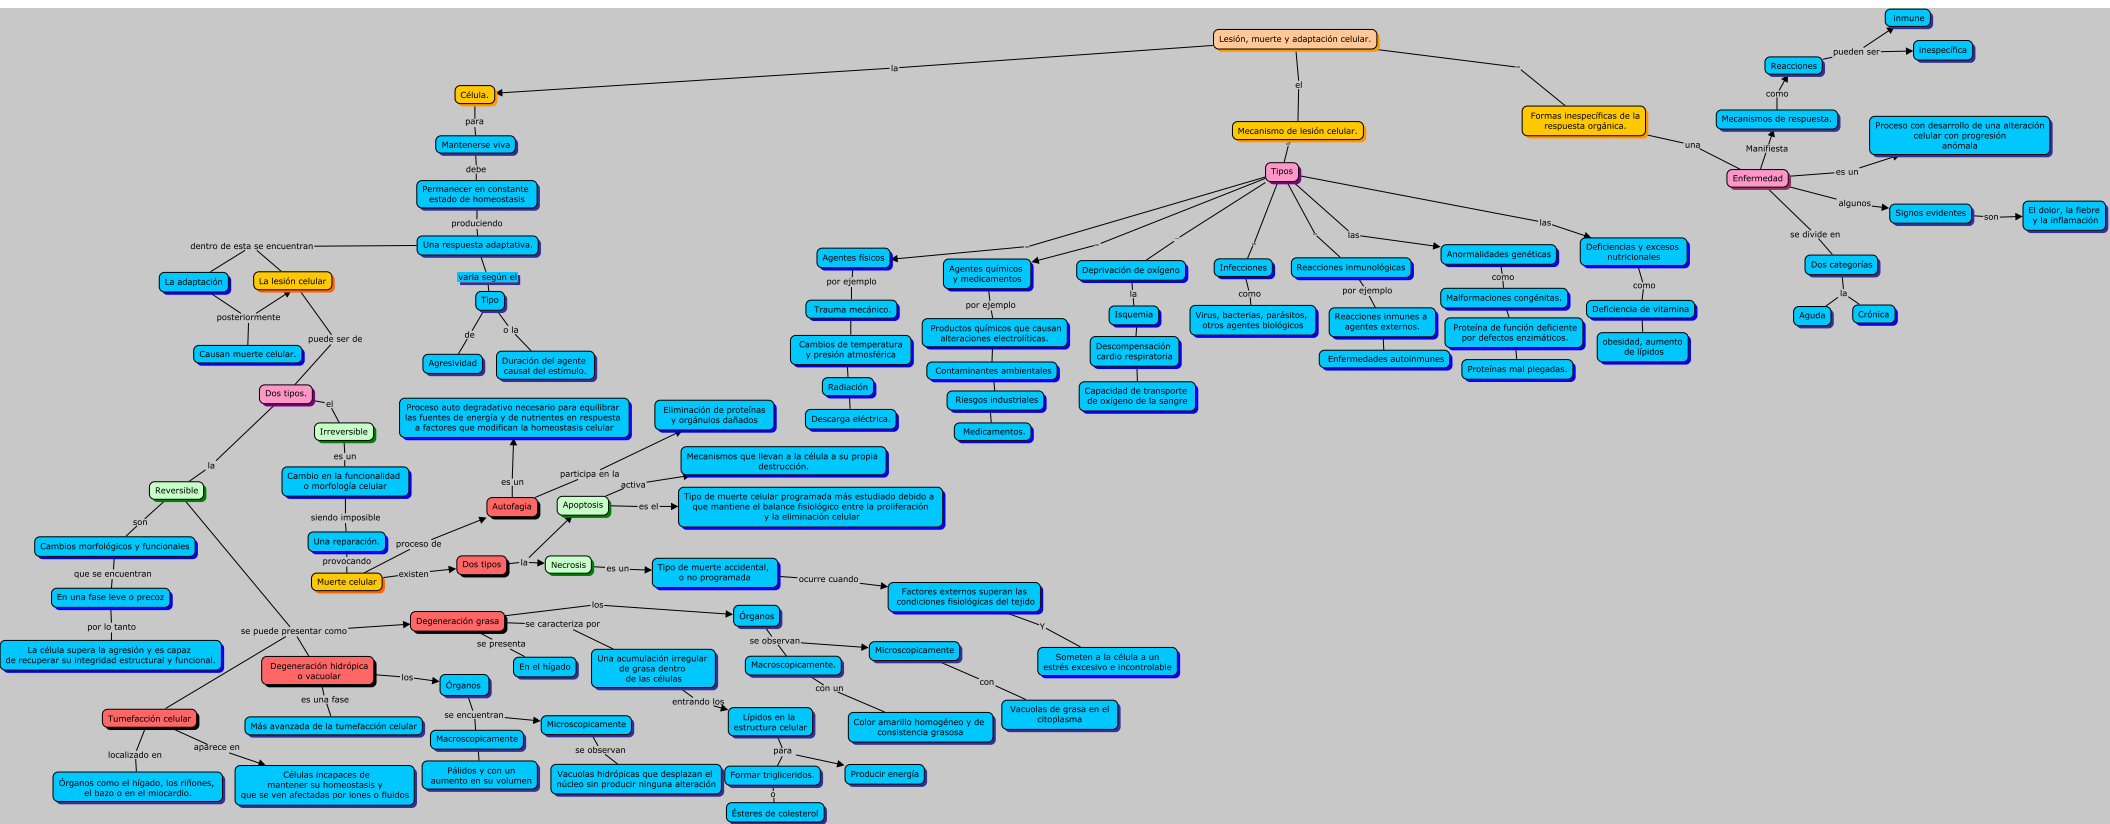 Lesión, muerte y adaptación celular.
la
el
Célula.
para
Mantenerse viva
debe
Permanecer en constante
estado de homeostasis
produciendo
Una respuesta adaptativa.
dentro de esta se encuentran
La adaptación
La lesión celular
posteriormente
Causan muerte celular.
varia según el
Tipo
de
o la
Agresividad
Duración del agente
causal del estímulo.
puede ser de
Dos tipos.
el
Irreversible
es un
Cambio en la funcionalidad
o morfología celular
siendo imposible
Una reparación.
provocando
Muerte celular
la
Reversible
son
Cambios morfológicos y funcionales
que se encuentran
En una fase leve o precoz
por lo tanto
La célula supera la agresión y es capaz
de recuperar su integridad estructural y funcional.
proceso de
Autofagia
es un
Proceso auto degradativo necesario para equilibrar
las fuentes de energía y de nutrientes en respuesta
a factores que modifican la homeostasis celular
participa en la
Eliminación de proteínas
y orgánulos dañados
existen
Dos tipos
la
Apoptosis
activa
Mecanismos que llevan a la célula a su propia
destrucción.
es el
Tipo de muerte celular programada más estudiado debido a
que mantiene el balance fisiológico entre la proliferación
y la eliminación celular
Necrosis
es un
Tipo de muerte accidental,
o no programada
ocurre cuando
Factores externos superan las
condiciones fisiológicas del tejido
Y
Someten a la célula a un
estrés excesivo e incontrolable
se puede presentar como
Degeneración grasa
los
Órganos
se observan
Macroscopicamente.
con un
Color amarillo homogéneo y de
consistencia grasosa
Microscopicamente
con
Vacuolas de grasa en el
citoplasma
se caracteriza por
Una acumulación irregular
de grasa dentro
de las células
entrando los
Lípidos en la
estructura celular
para
Formar trigliceridos.
o
Ésteres de colesterol
Producir energía
se presenta
En el hígado
Degeneración hidrópica
o vacuolar
es una fase
Más avanzada de la tumefacción celular
los
Órganos
se encuentran
Macroscopicamente
Pálidos y con un
aumento en su volumen
Microscopicamente
se observan
Vacuolas hidrópicas que desplazan el
núcleo sin producir ninguna alteración
Tumefacción celular
localizado en
Órganos como el hígado, los riñones,
el bazo o en el miocardio.
aparece en
Células incapaces de
mantener su homeostasis y
que se ven afectadas por iones o fluidos
Mecanismo de lesión celular.
Tipos
Agentes físicos
por ejemplo
Trauma mecánico.
Cambios de temperatura
y presión atmosférica
Radiación
Descarga eléctrica.
Agentes químicos
y medicamentos
por ejemplo
Productos químicos que causan
alteraciones electrolíticas.
Contaminantes ambientales
Riesgos industriales
Medicamentos.
Deprivación de oxígeno
la
Isquemia
Descompensación
cardio respiratoria
Capacidad de transporte
de oxígeno de la sangre
Infecciones
como
Virus, bacterias, parásitos,
otros agentes biológicos
Reacciones inmunológicas
por ejemplo
Reacciones inmunes a
agentes externos.
Enfermedades autoinmunes
las
Anormalidades genéticas
como
Malformaciones congénitas.
Proteína de función deficiente
por defectos enzimáticos.
Proteínas mal plegadas.
las
Deficiencias y excesos
nutricionales
como
Deficiencia de vitamina
obesidad, aumento
de lípidos
Formas inespecíficas de la
respuesta orgánica.
una
Enfermedad
Manifiesta
Mecanismos de respuesta.
como
Reacciones
pueden ser
inmune
inespecífica
es un
Proceso con desarrollo de una alteración
celular con progresión
anómala
algunos
Signos evidentes
son
El dolor, la fiebre
y la inflamación
se divide en
Dos categorías
la
Aguda
Crónica